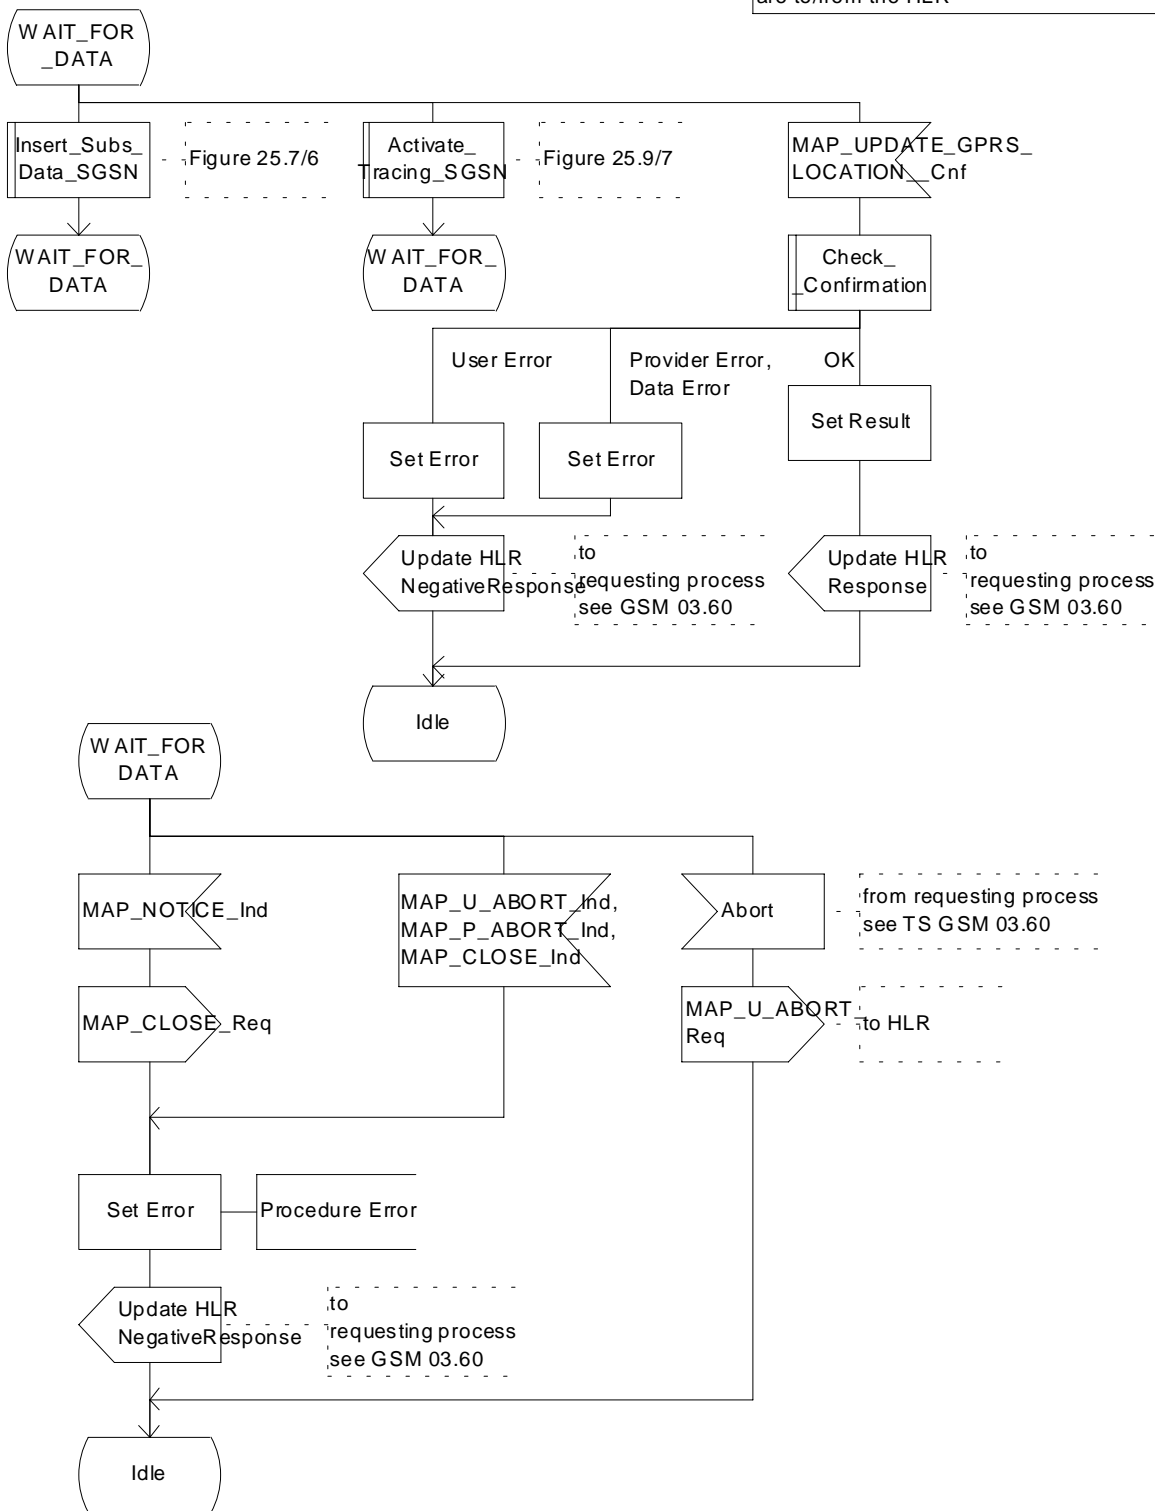 are to/from the HLR
WAIT_FOR
_DATA
Insert_Subs_
Data_SGSN
Figure 25.7/6
Activate_
Tracing_SGSN
Figure 25.9/7
MAP_UPDATE_GPRS_
LOCATION__Cnf
WAIT_FOR_
DATA
WAIT_FOR_
DATA
Check_
_Confirmation
User Error
Provider Error,
Data Error
OK
Set Result
Set Error
Set Error
Update HLR
NegativeResponse
to
requesting process
see GSM 03.60
Update HLR
Response
to
requesting process
see GSM 03.60
Idle
WAIT_FOR
DATA
MAP_NOTICE_Ind
MAP_U_ABORT_Ind,
MAP_P_ABORT_Ind,
MAP_CLOSE_Ind
Abort
from requesting process
see TS GSM 03.60
MAP_CLOSE_Req
MAP_U_ABORT_
Req
to HLR
Set Error
Procedure Error
Update HLR
NegativeResponse
to
requesting process
see GSM 03.60
Idle